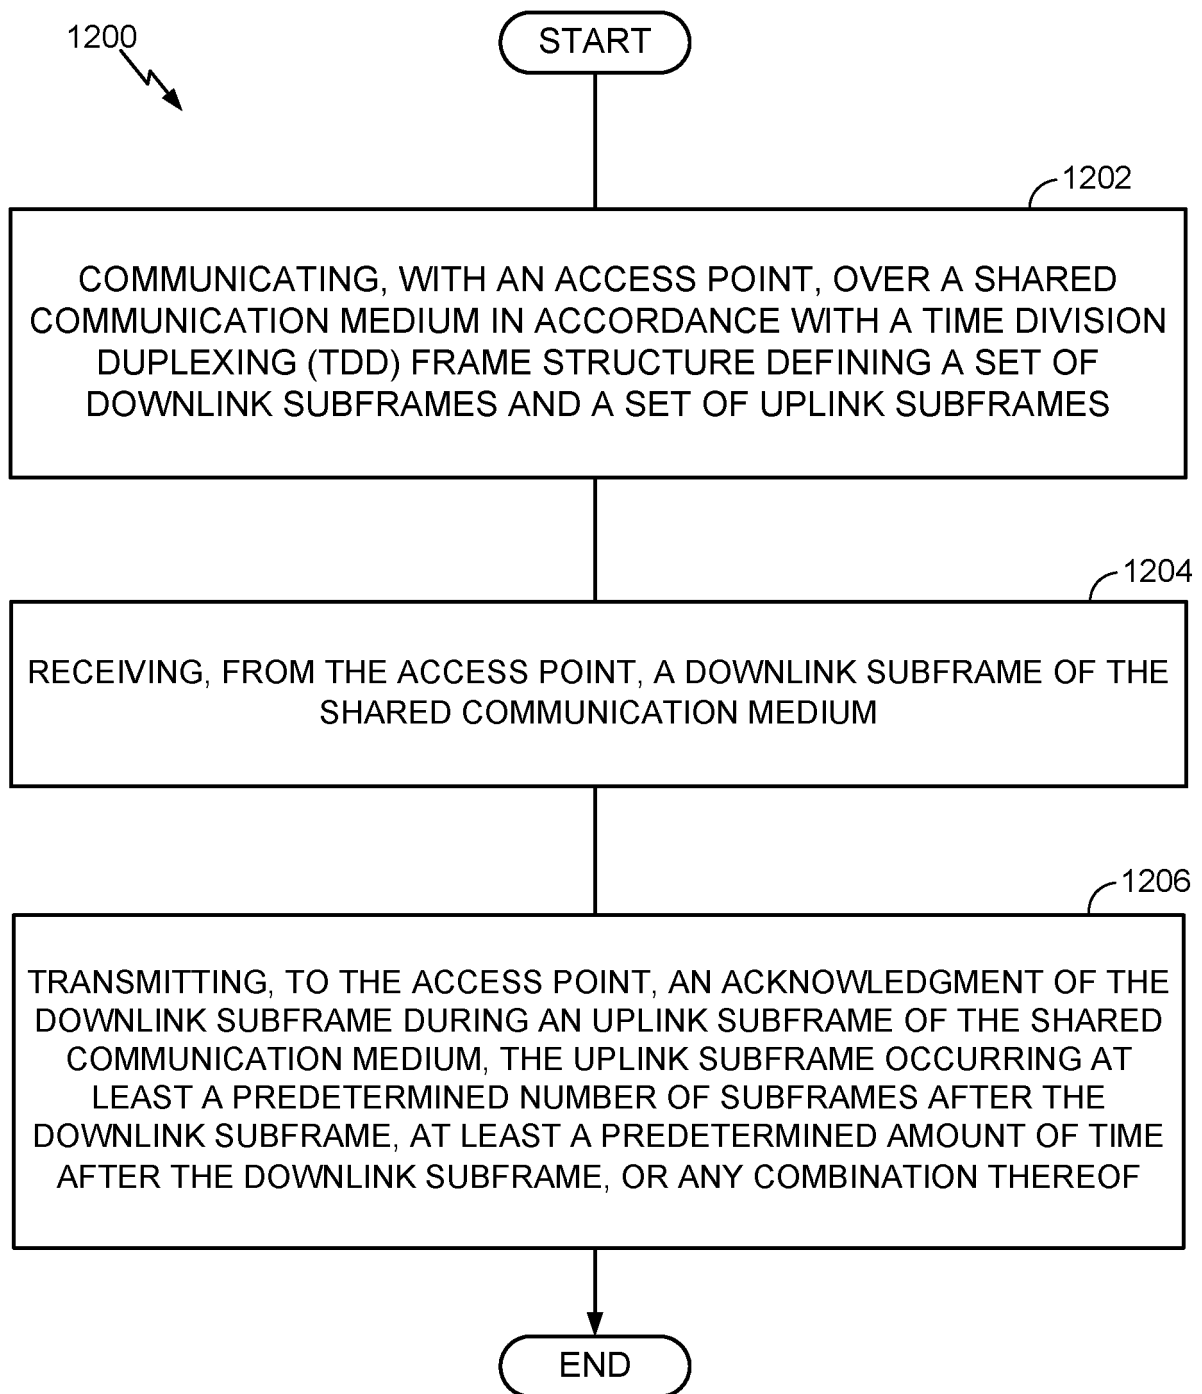 1200
START
1202
COMMUNICATING, WITH AN ACCESS POINT, OVER A SHARED
COMMUNICATION MEDIUM IN ACCORDANCE WITH A TIME DIVISION
DUPLEXING (TDD) FRAME STRUCTURE DEFINING A SET OF
DOWNLINK SUBFRAMES AND A SET OF UPLINK SUBFRAMES
1204
RECEIVING, FROM THE ACCESS POINT, A DOWNLINK SUBFRAME OF THE
SHARED COMMUNICATION MEDIUM
1206
TRANSMITTING, TO THE ACCESS POINT, AN ACKNOWLEDGMENT OF THE
DOWNLINK SUBFRAME DURING AN UPLINK SUBFRAME OF THE SHARED
COMMUNICATION MEDIUM, THE UPLINK SUBFRAME OCCURRING AT
LEAST A PREDETERMINED NUMBER OF SUBFRAMES AFTER THE
DOWNLINK SUBFRAME, AT LEAST A PREDETERMINED AMOUNT OF TIME
AFTER THE DOWNLINK SUBFRAME, OR ANY COMBINATION THEREOF
END